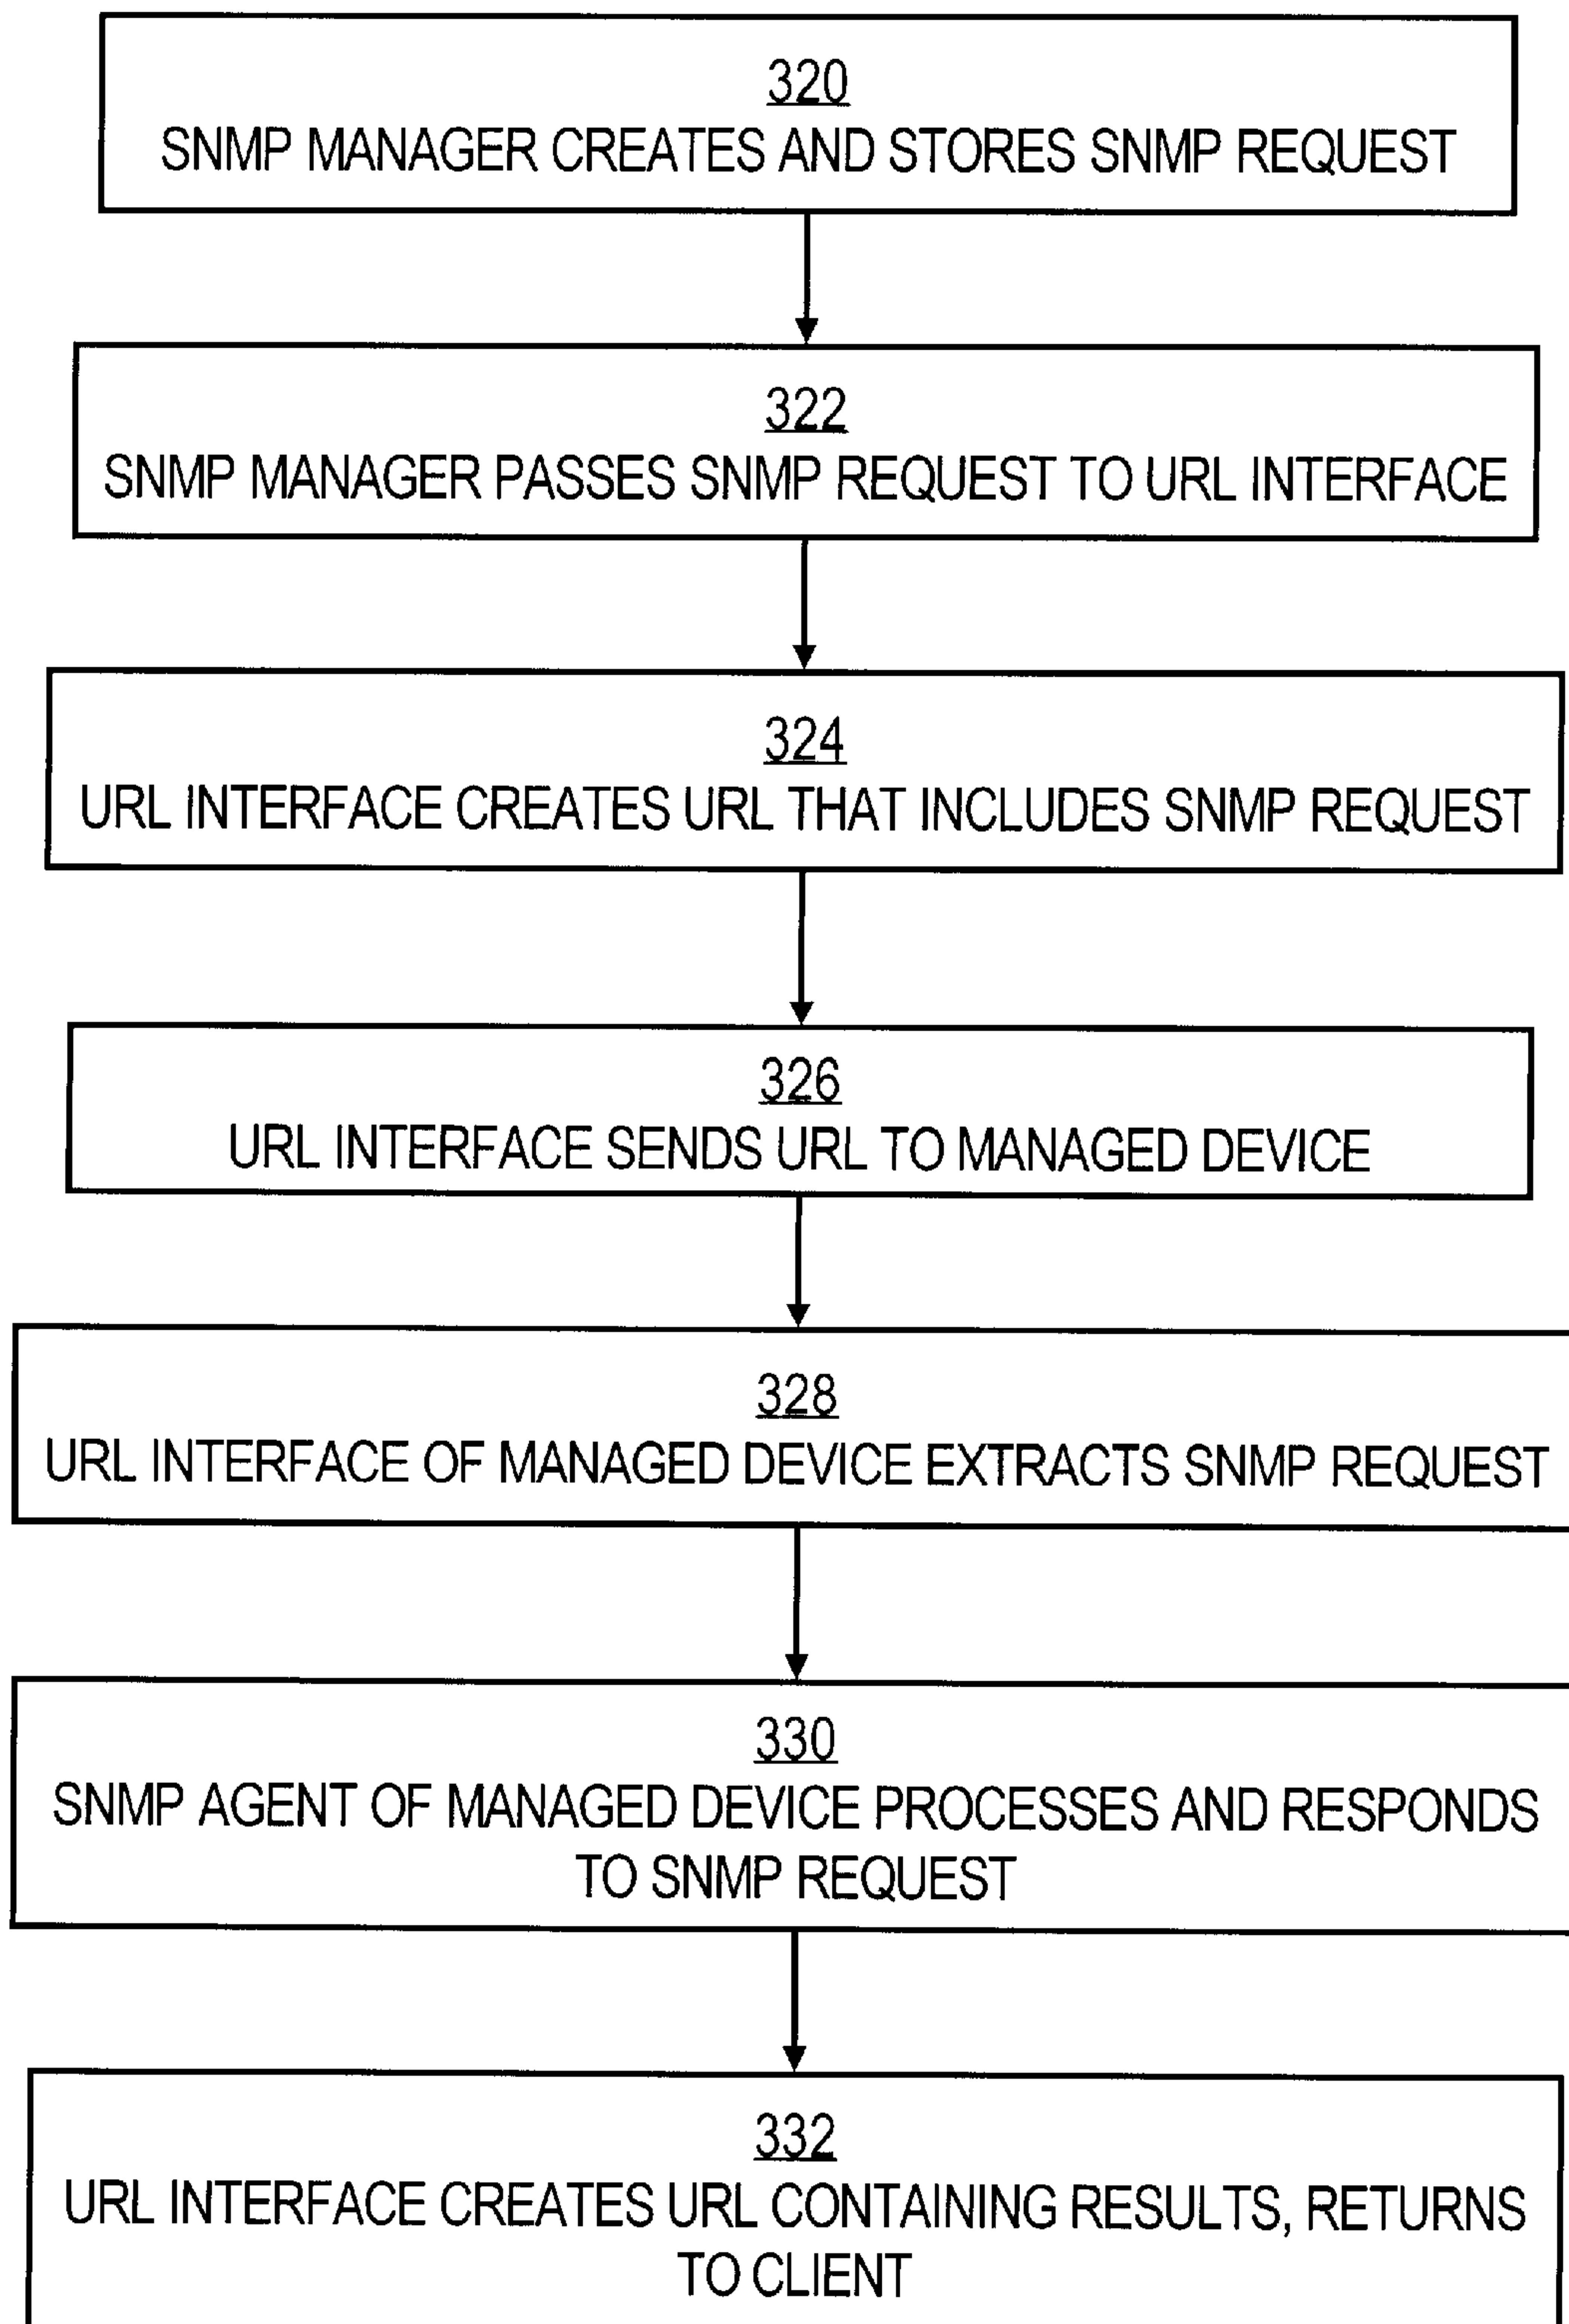 320
SNMP MANAGER CREATES AND STORES SNMP REQUEST
322
SNMP MANAGER PASSES SNMP REQUEST TO URL INTERFACE
324
URL INTERFACE CREATES URL THAT INCLUDES SNMP REQUEST
326
URL INTERFACE SENDS URL TO MANAGED DEVICE
328
URL INTERFACE OF MANAGED DEVICE EXTRACTS SNMP REQUEST
330
SNMP AGENT OF MANAGED DEVICE PROCESSES AND RESPONDS
TO SNMP REQUEST
332
URL INTERFACE CREATES URL CONTAINING RESULTS, RETURNS
TO CLIENT